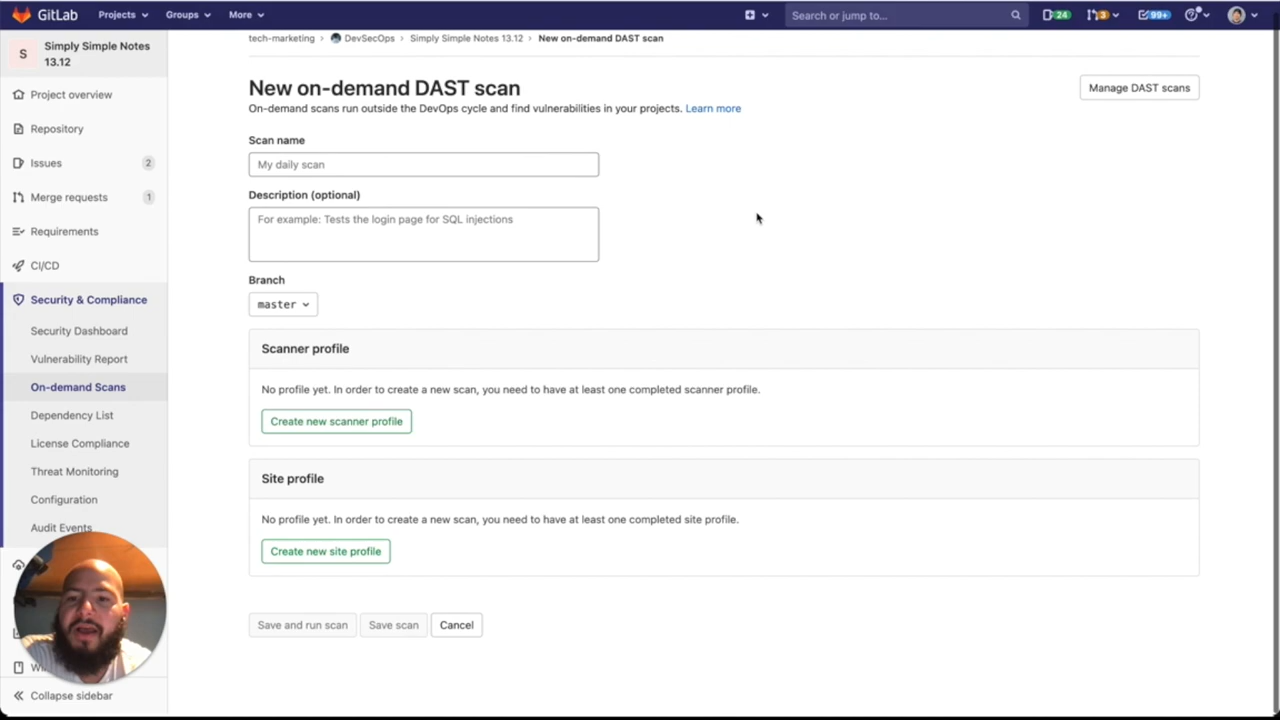 GitLab
Projects
Groups
More
Search or jump to...
24
3
99+
S
Simply Simple Notes
13.12
Project overview
Repository
Issues
2
Merge requests
1
Requirements
CI/CD
Security & Compliance
Security Dashboard
Vulnerability Report
On-demand Scans
Dependency List
License Compliance
Threat Monitoring
Configuration
Audit Events
Collapse sidebar
tech-marketing › DevSecOps › Simply Simple Notes 13.12 › New on-demand DAST scan
New on-demand DAST scan
Manage DAST scans
On-demand scans run outside the DevOps cycle and find vulnerabilities in your projects. Learn more
Scan name
My daily scan
Description (optional)
For example: Tests the login page for SQL injections
Branch
master
Scanner profile
No profile yet. In order to create a new scan, you need to have at least one completed scanner profile.
Create new scanner profile
Site profile
No profile yet. In order to create a new scan, you need to have at least one completed site profile.
Create new site profile
Save and run scan
Save scan
Cancel